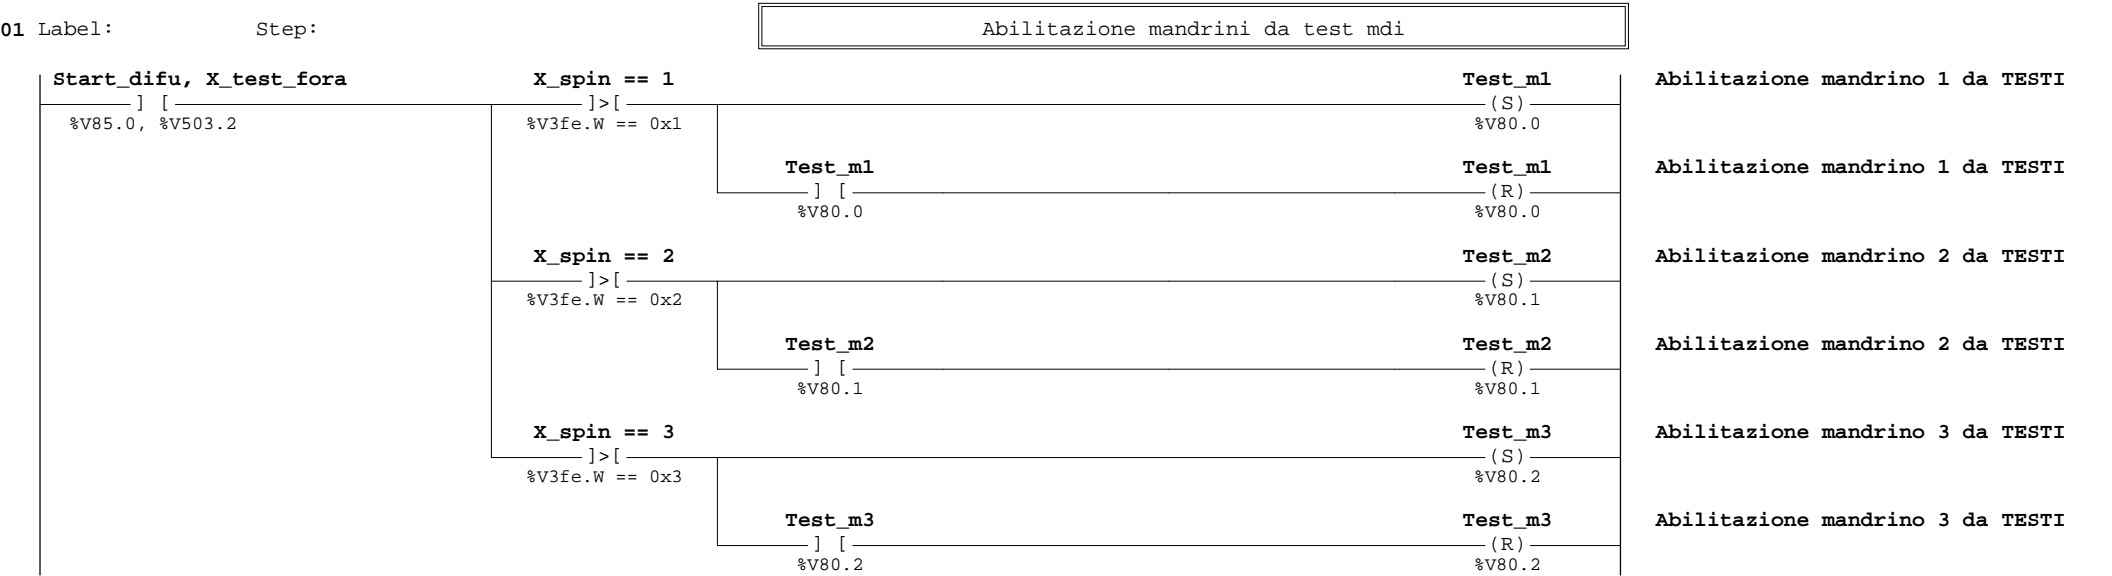 01 Label: Step: Abilitazione mandrini da test mdi
Start_difu, X_test_fora X_spin == 1 Test_m1 Abilitazione mandrino 1 da TESTI
] [ ]>[ (S)
%V85.0, %V503.2 %V3fe.W == 0x1 %V80.0
Test_m1 Test_m1 Abilitazione mandrino 1 da TESTI
] [ (R)
%V80.0 %V80.0
X_spin == 2 Test_m2 Abilitazione mandrino 2 da TESTI
]>[ (S)
%V3fe.W == 0x2 %V80.1
Test_m2 Test_m2 Abilitazione mandrino 2 da TESTI
] [ (R)
%V80.1 %V80.1
X_spin == 3 Test_m3 Abilitazione mandrino 3 da TESTI
]>[ (S)
%V3fe.W == 0x3 %V80.2
Test_m3 Test_m3 Abilitazione mandrino 3 da TESTI
] [ (R)
%V80.2 %V80.2